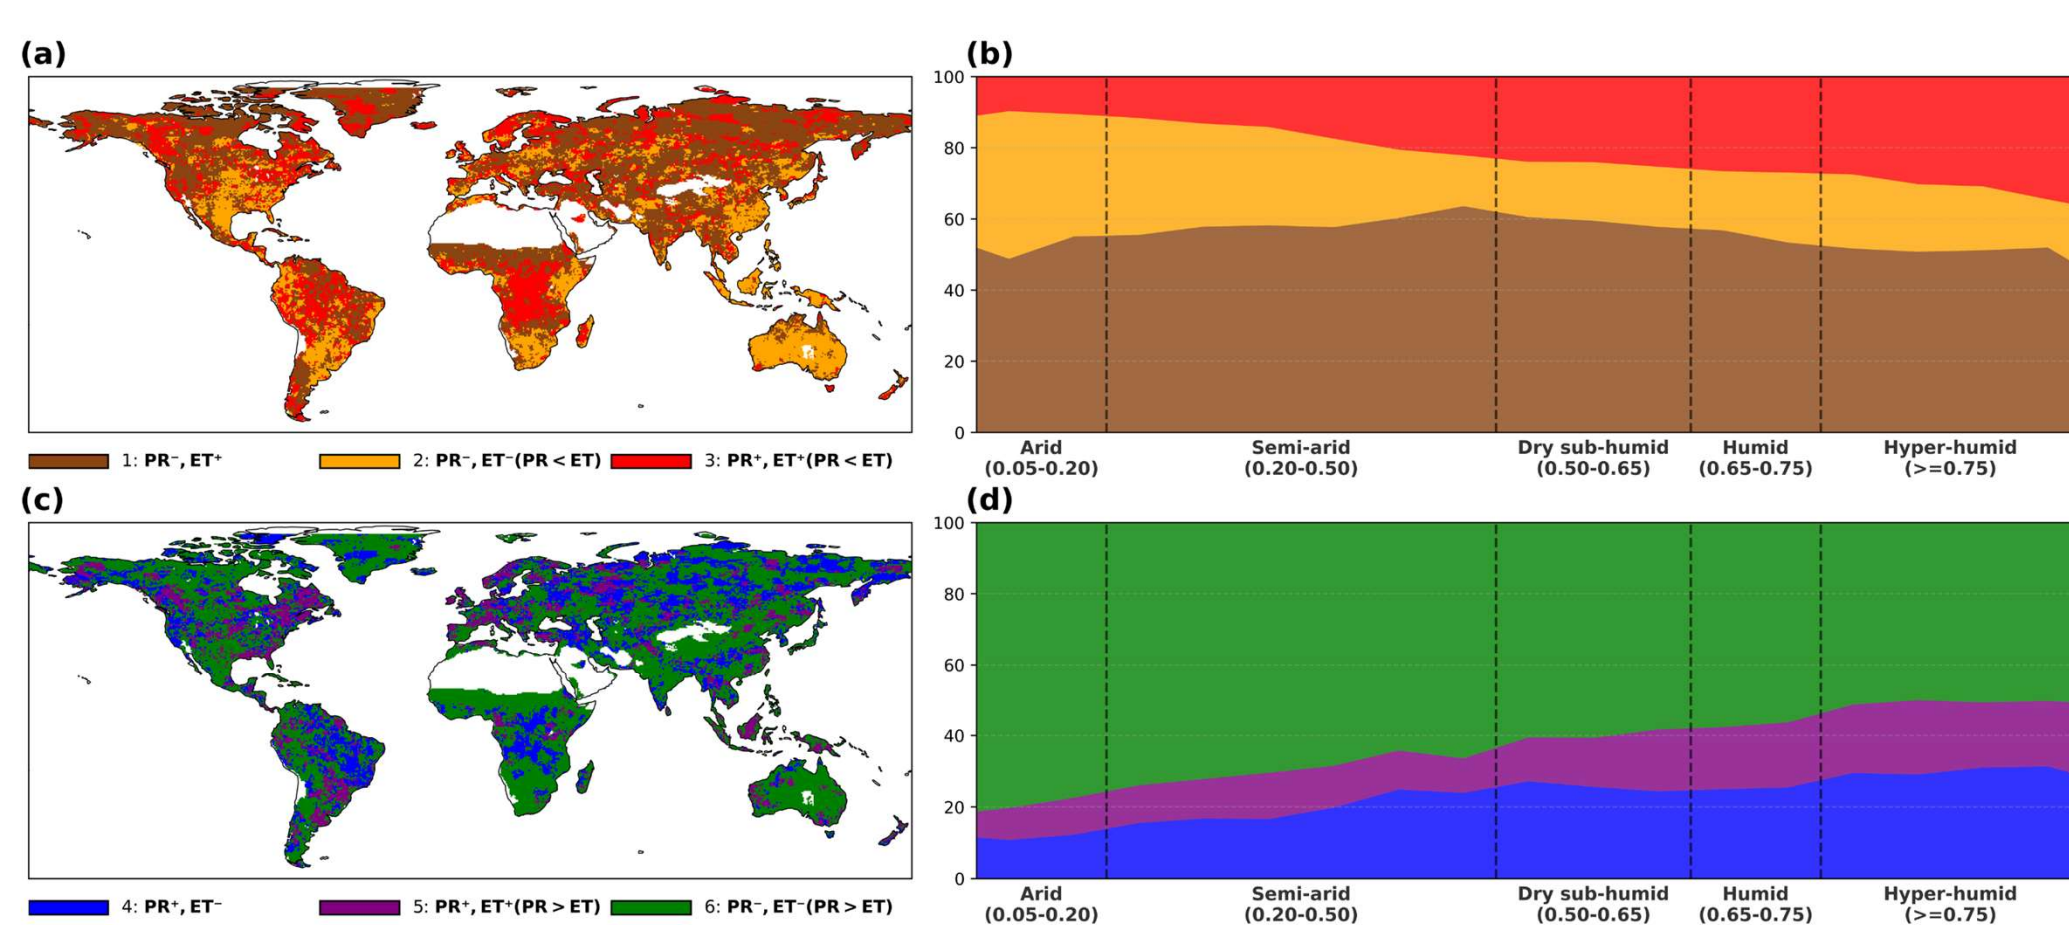 (a)
1: PR⁻, ET⁺
2: PR⁻, ET⁻(PR < ET)
3: PR⁺, ET⁺(PR < ET)
(b)
100
80
60
40
20
0
Arid
(0.05-0.20)
Semi-arid
(0.20-0.50)
Dry sub-humid
(0.50-0.65)
Humid
(0.65-0.75)
Hyper-humid
(>=0.75)
(c)
4: PR⁺, ET⁻
5: PR⁺, ET⁺(PR > ET)
6: PR⁻, ET⁻(PR > ET)
(d)
100
80
60
40
20
0
Arid
(0.05-0.20)
Semi-arid
(0.20-0.50)
Dry sub-humid
(0.50-0.65)
Humid
(0.65-0.75)
Hyper-humid
(>=0.75)